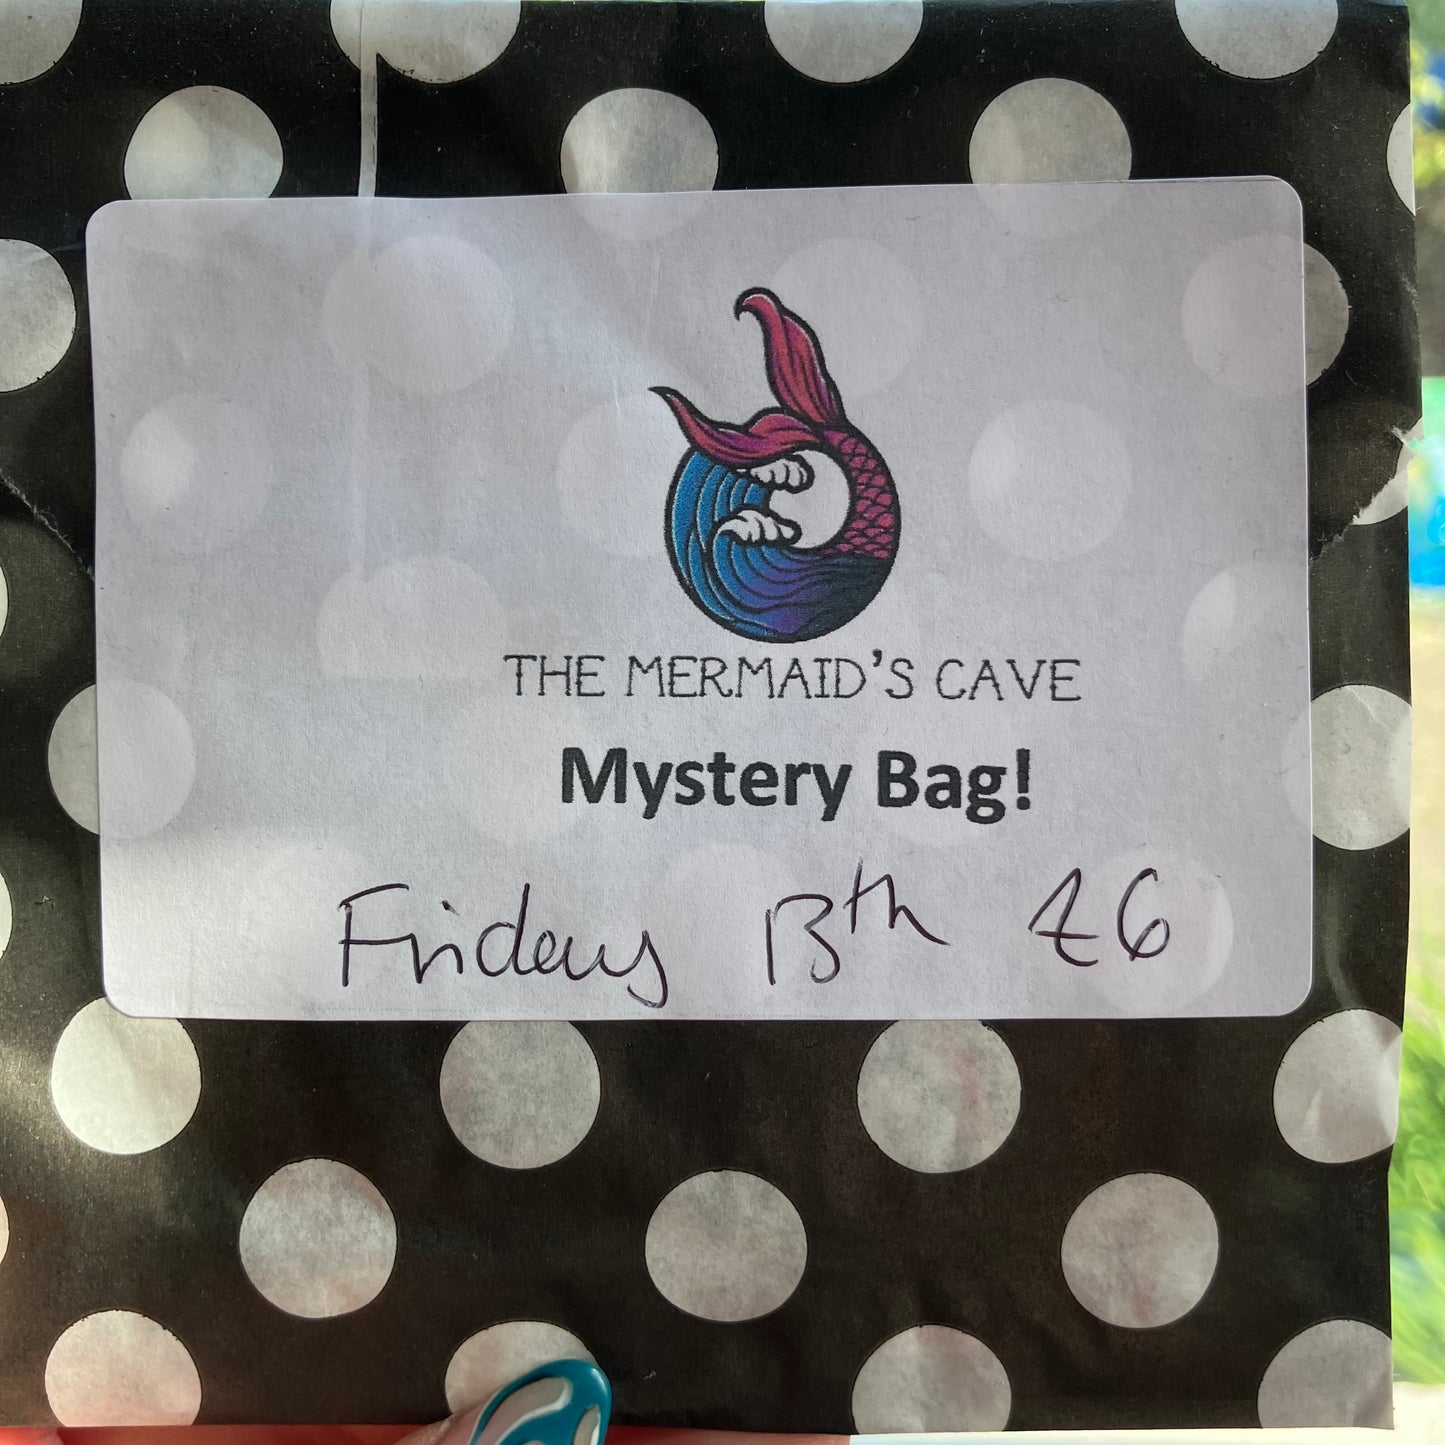 THE MERMAID'S CAVE
Mystery Bag!
Friday 13th £6